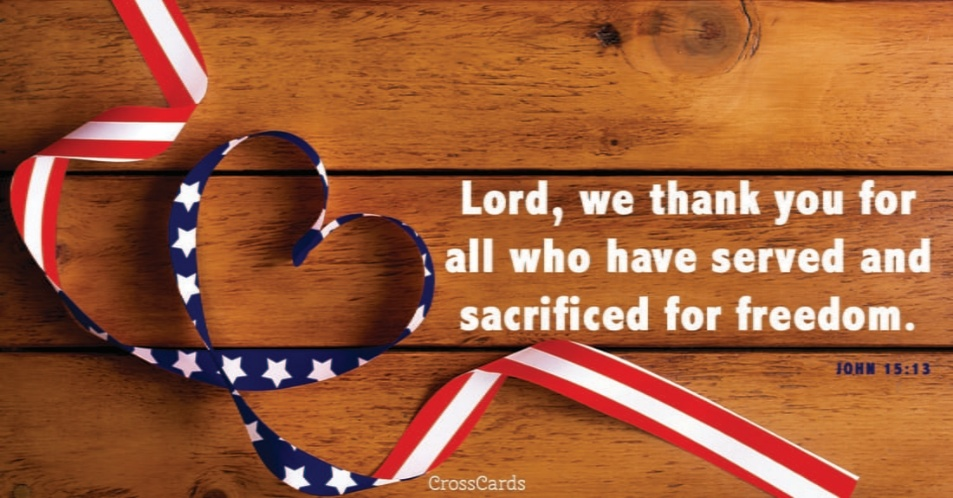 Lord, we thank you for
all who have served and
sacrificed for freedom.
JOHN 15:13
CrossCards